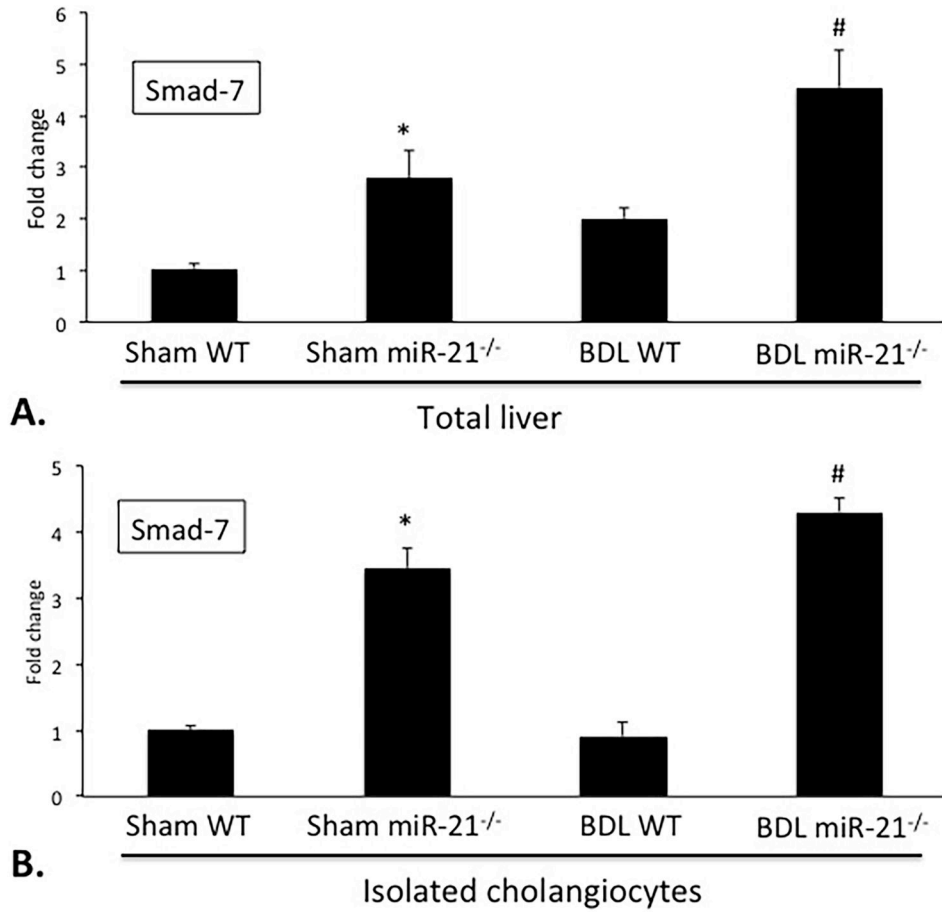 6
5
4
3
2
1
0
Fold change
Smad-7
*
#
Sham WT Sham miR-21-/- BDL WT BDL miR-21-/-
A.
Total liver
5
4
3
2
1
0
Fold change
Smad-7
*
#
Sham WT Sham miR-21-/- BDL WT BDL miR-21-/-
B.
Isolated cholangiocytes